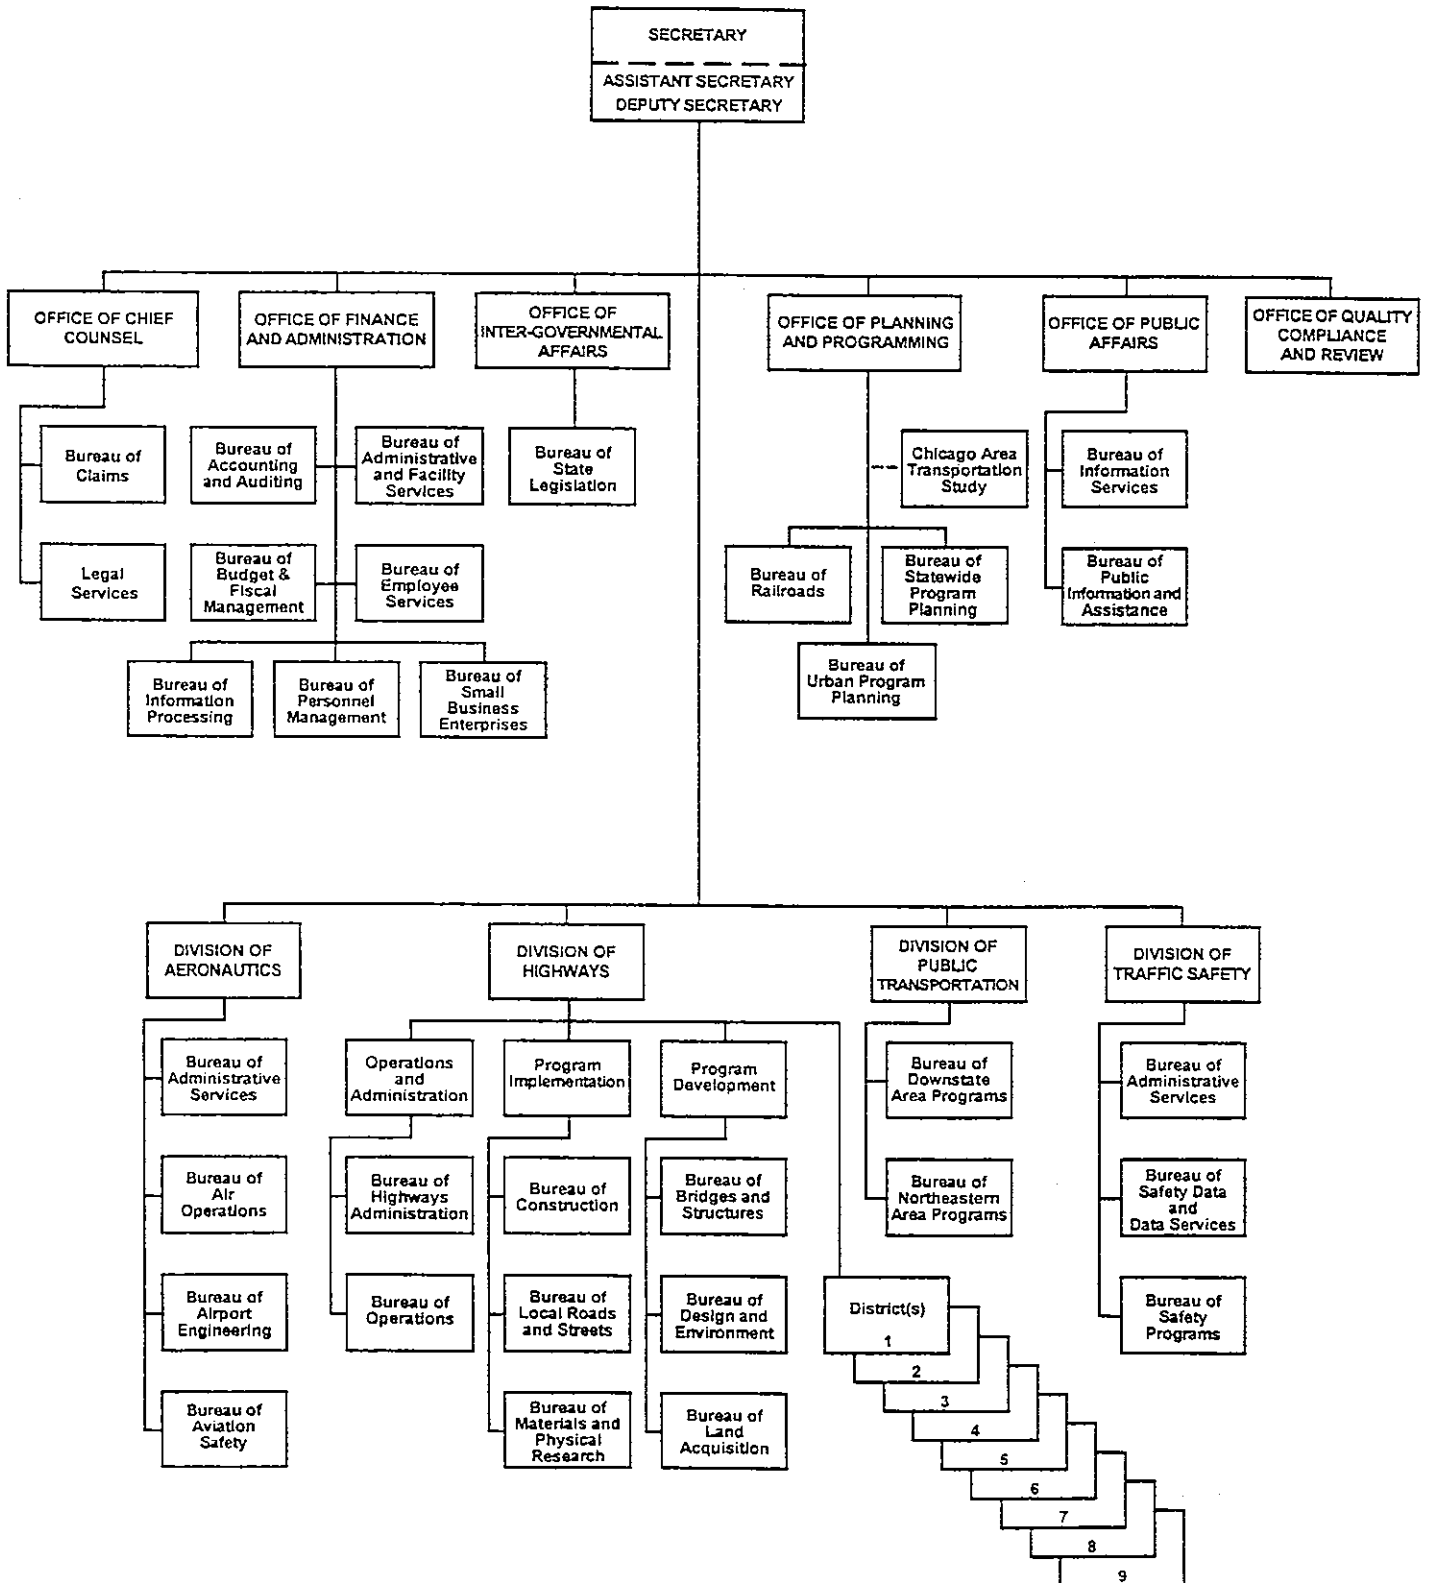 SECRETARY
ASSISTANT SECRETARY
DEPUTY SECRETARY
OFFICE OF CHIEF
COUNSEL
OFFICE OF FINANCE
AND ADMINISTRATION
OFFICE OF
INTER-GOVERNMENTAL
AFFAIRS
OFFICE OF PLANNING
AND PROGRAMMING
OFFICE OF PUBLIC
AFFAIRS
OFFICE OF QUALITY
COMPLIANCE
AND REVIEW
Bureau of
Claims
Bureau of
Accounting
and Auditing
Bureau of
Administrative
and Facility
Services
Bureau of
State
Legislation
Chicago Area
Transportation
Study
Bureau of
Information
Services
Legal
Services
Bureau of
Budget &
Fiscal
Management
Bureau of
Employee
Services
Bureau of
Railroads
Bureau of
Statewide
Program
Planning
Bureau of
Public
Information and
Assistance
Bureau of
Information
Processing
Bureau of
Personnel
Management
Bureau of
Small
Business
Enterprises
Bureau of
Urban Program
Planning
DIVISION OF
AERONAUTICS
DIVISION OF
HIGHWAYS
DIVISION OF
PUBLIC
TRANSPORTATION
DIVISION OF
TRAFFIC SAFETY
Bureau of
Administrative
Services
Operations
and
Administration
Program
Implementation
Program
Development
Bureau of
Downstate
Area Programs
Bureau of
Administrative
Services
Bureau of
Air
Operations
Bureau of
Highways
Administration
Bureau of
Construction
Bureau of
Bridges and
Structures
Bureau of
Northeastern
Area Programs
Bureau of
Safety Data
and
Data Services
Bureau of
Airport
Engineering
Bureau of
Operations
Bureau of
Local Roads
and Streets
Bureau of
Design and
Environment
District(s)
1
Bureau of
Safety
Programs
2
3
4
5
6
7
8
9
Bureau of
Aviation
Safety
Bureau of
Materials and
Physical
Research
Bureau of
Land
Acquisition